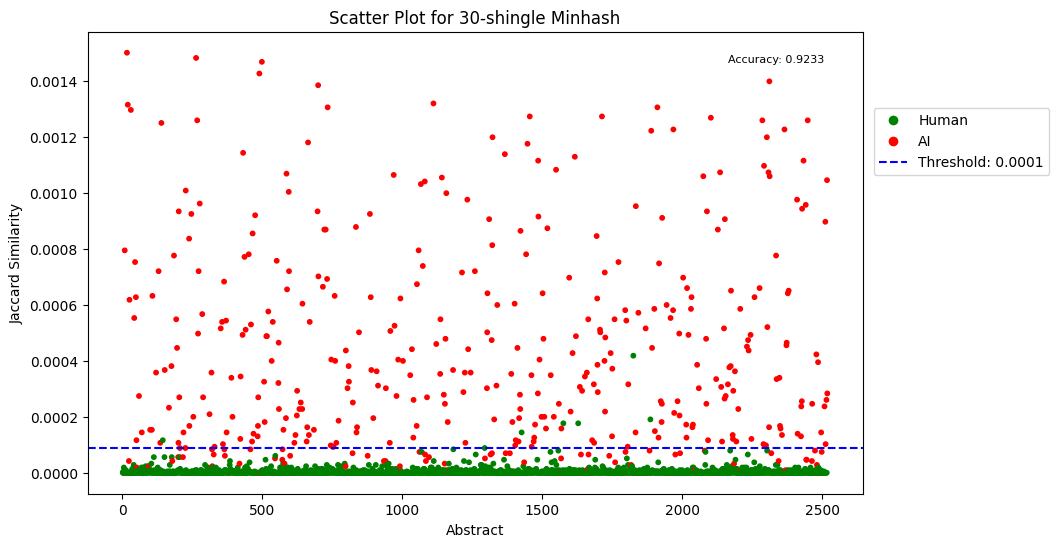 Scatter Plot for 30-shingle Minhash
Accuracy: 0.9233
Human
AI
Threshold: 0.0001
Jaccard Similarity
0.0014
0.0012
0.0010
0.0008
0.0006
0.0004
0.0002
0.0000
0 500 1000 1500 2000 2500
Abstract